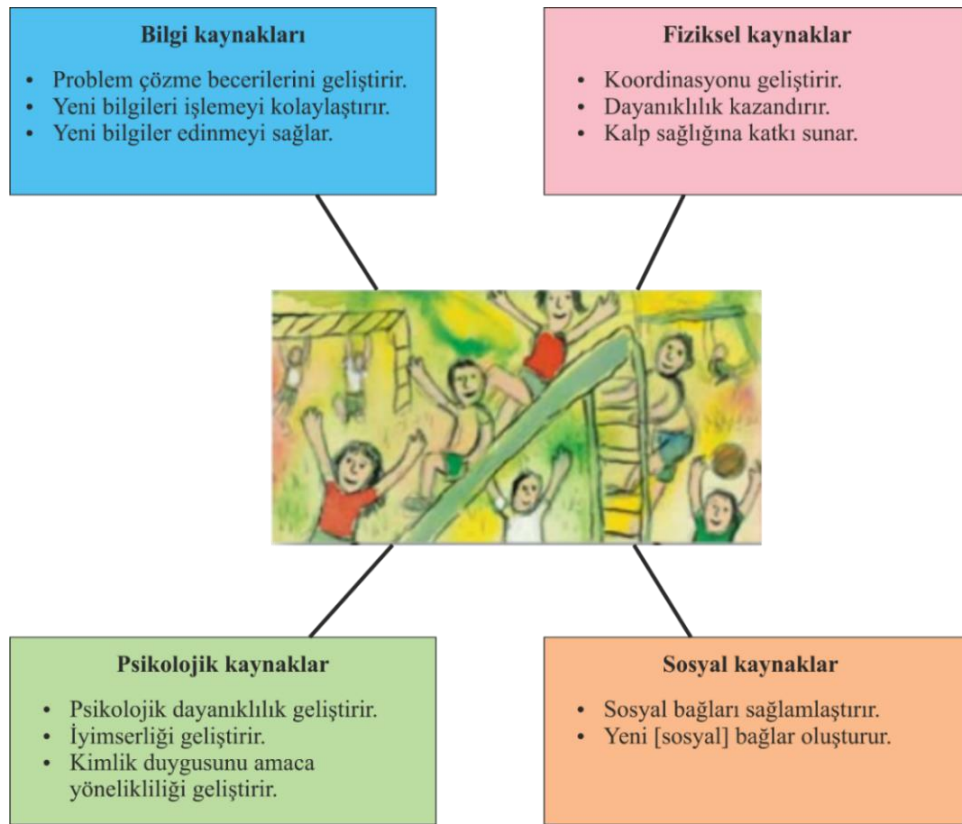 Bilgi kaynakları
• Problem çözme becerilerini geliştirir.
• Yeni bilgileri işlemeyi kolaylaştırır.
• Yeni bilgiler edinmeyi sağlar.
Fiziksel kaynaklar
• Koordinasyonu geliştirir.
• Dayanıklılık kazandırır.
• Kalp sağlığına katkı sunar.
Psikolojik kaynaklar
• Psikolojik dayanıklılık geliştirir.
• İyimserliği geliştirir.
• Kimlik duygusunu amaca
yönelikliliği geliştirir.
Sosyal kaynaklar
• Sosyal bağları sağlamlaştırır.
• Yeni [sosyal] bağlar oluşturur.